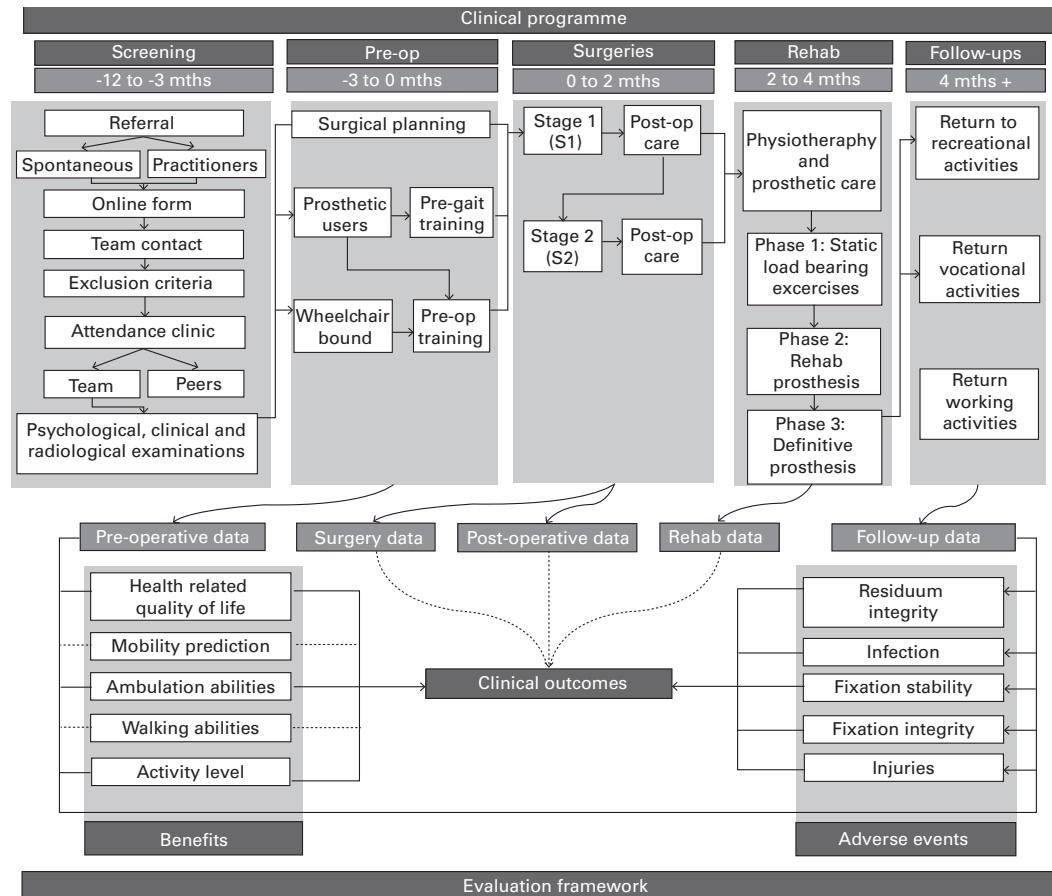 Clinical programme
Screening
-12 to -3 mths
Referral
Spontaneous
Practitioners
Online form
Team contact
Exclusion criteria
Attendance clinic
Team
Peers
Psychological, clinical and
radiological examinations
Pre-op
-3 to 0 mths
Surgical planning
Prosthetic
users
Pre-gait
training
Wheelchair
bound
Pre-op
training
Surgeries
0 to 2 mths
Stage 1
(S1)
Post-op
care
Stage 2
(S2)
Post-op
care
Rehab
2 to 4 mths
Physiotheraphy
and
prosthetic care
Phase 1: Static
load bearing
excercises
Phase 2:
Rehab
prosthesis
Phase 3:
Definitive
prosthesis
Follow-ups
4 mths +
Return to
recreational
activities
Return
vocational
activities
Return
working
activities
Pre-operative data
Surgery data
Post-operative data
Rehab data
Follow-up data
Health related
quality of life
Mobility prediction
Ambulation abilities
Walking abilities
Activity level
Benefits
Clinical outcomes
Residuum
integrity
Infection
Fixation stability
Fixation integrity
Injuries
Adverse events
Evaluation framework